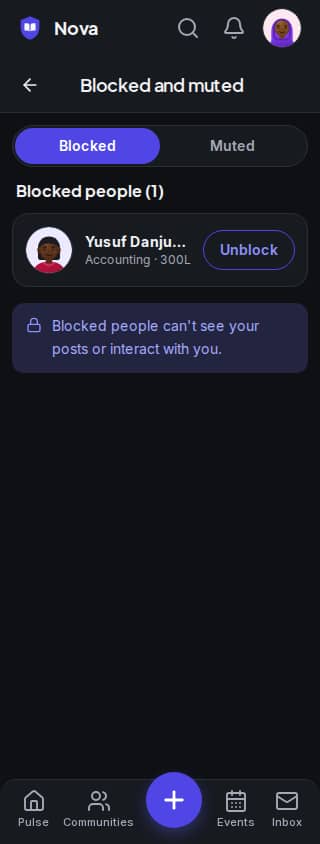 Nova
Blocked and muted
Blocked
Muted
Blocked people (1)
Yusuf Danju...
Accounting · 300L
Unblock
Blocked people can't see your
posts or interact with you.
Pulse
Communities
Events
Inbox